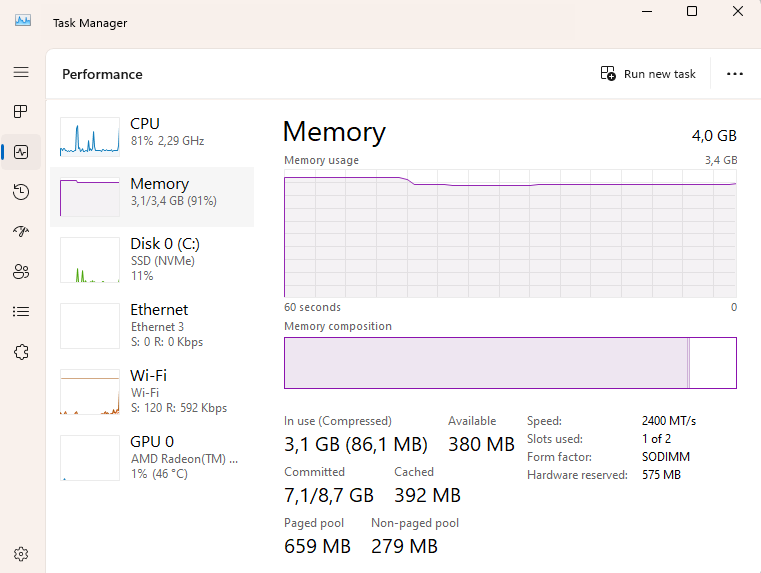 Task Manager
Performance
Run new task
CPU
81% 2,29 GHz
Memory
3,1/3,4 GB (91%)
Disk 0 (C:)
SSD (NVMe)
11%
Ethernet
Ethernet 3
S: 0 R: 0 Kbps
Wi-Fi
Wi-Fi
S: 120 R: 592 Kbps
GPU 0
AMD Radeon(TM) ...
1% (46 °C)
Memory 4,0 GB
Memory usage 3,4 GB
60 seconds 0
Memory composition
In use (Compressed) Available
3,1 GB (86,1 MB) 380 MB
Committed Cached
7,1/8,7 GB 392 MB
Paged pool Non-paged pool
659 MB 279 MB
Speed: 2400 MT/s
Slots used: 1 of 2
Form factor: SODIMM
Hardware reserved: 575 MB